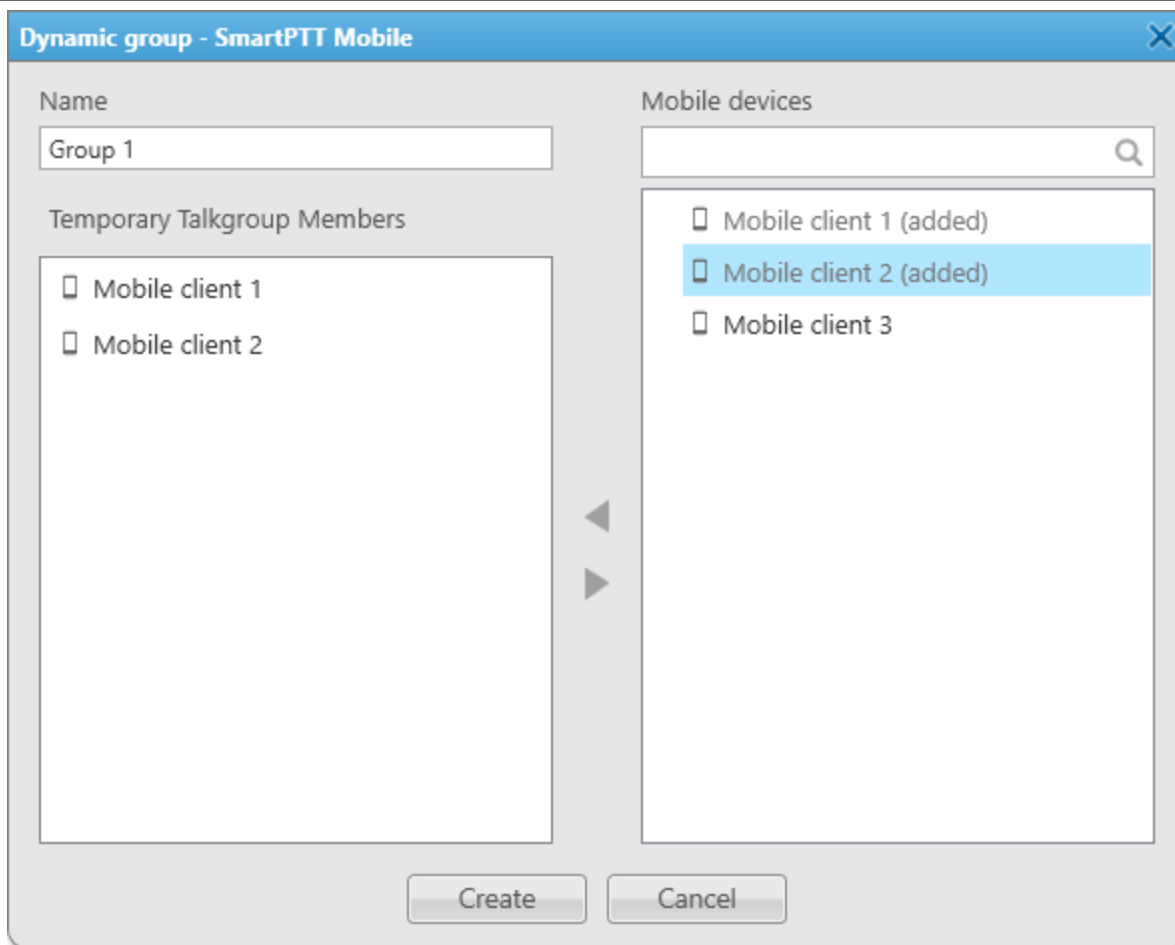 Dynamic group - SmartPTT Mobile
Name
Group 1
Temporary Talkgroup Members
Mobile client 1
Mobile client 2
Mobile devices
Mobile client 1 (added)
Mobile client 2 (added)
Mobile client 3
Create
Cancel